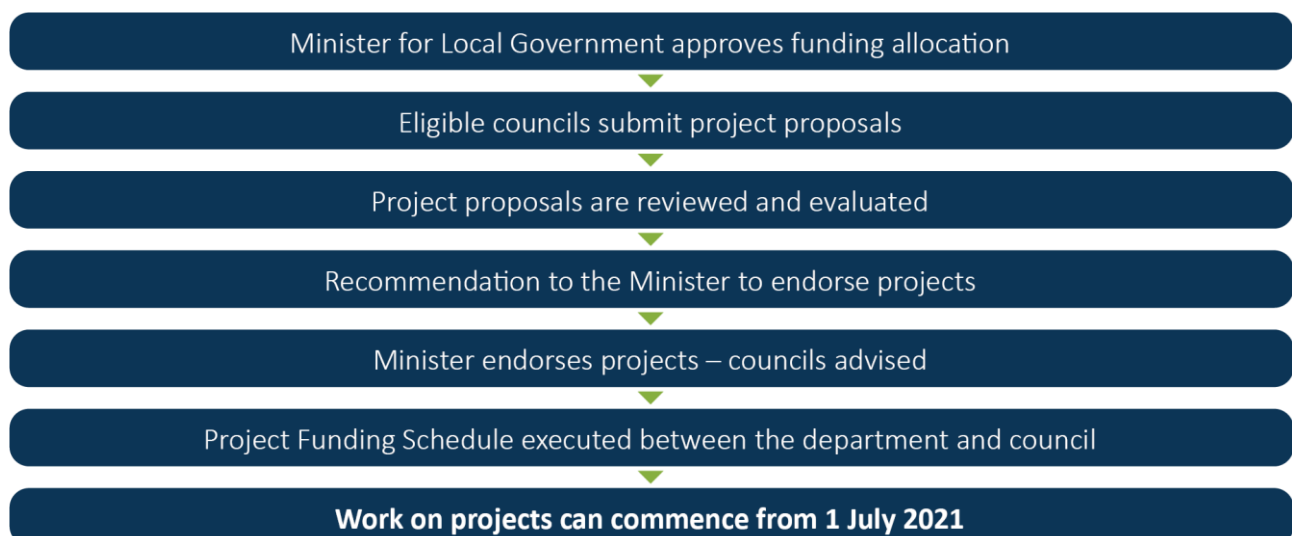 Minister for Local Government approves funding allocation
Eligible councils submit project proposals
Project proposals are reviewed and evaluated
Recommendation to the Minister to endorse projects
Minister endorses projects – councils advised
Project Funding Schedule executed between the department and council
Work on projects can commence from 1 July 2021